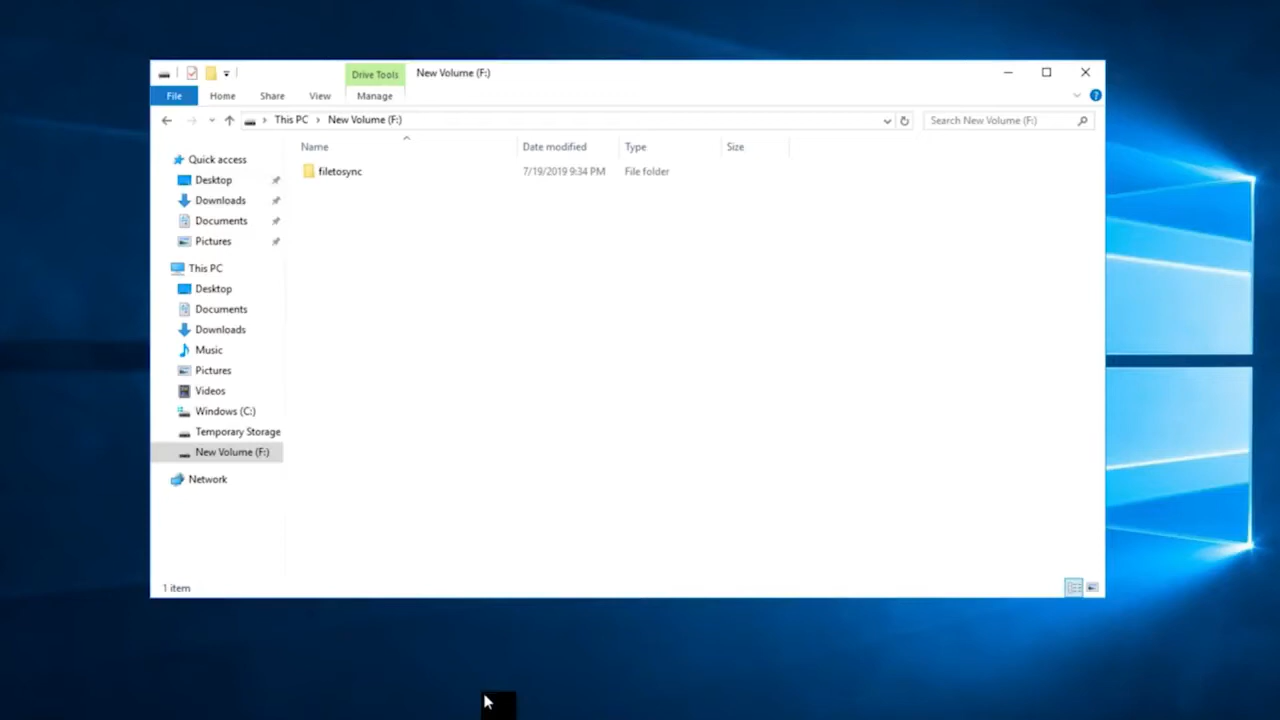 Drive Tools New Volume (F:)
File Home Share View Manage
This PC > New Volume (F:) Search New Volume (F:)
Name Date modified Type Size
filetosync 7/19/2019 9:34 PM File folder
Quick access
Desktop
Downloads
Documents
Pictures
This PC
Desktop
Documents
Downloads
Music
Pictures
Videos
Windows (C:)
Temporary Storage
New Volume (F:)
Network
1 item